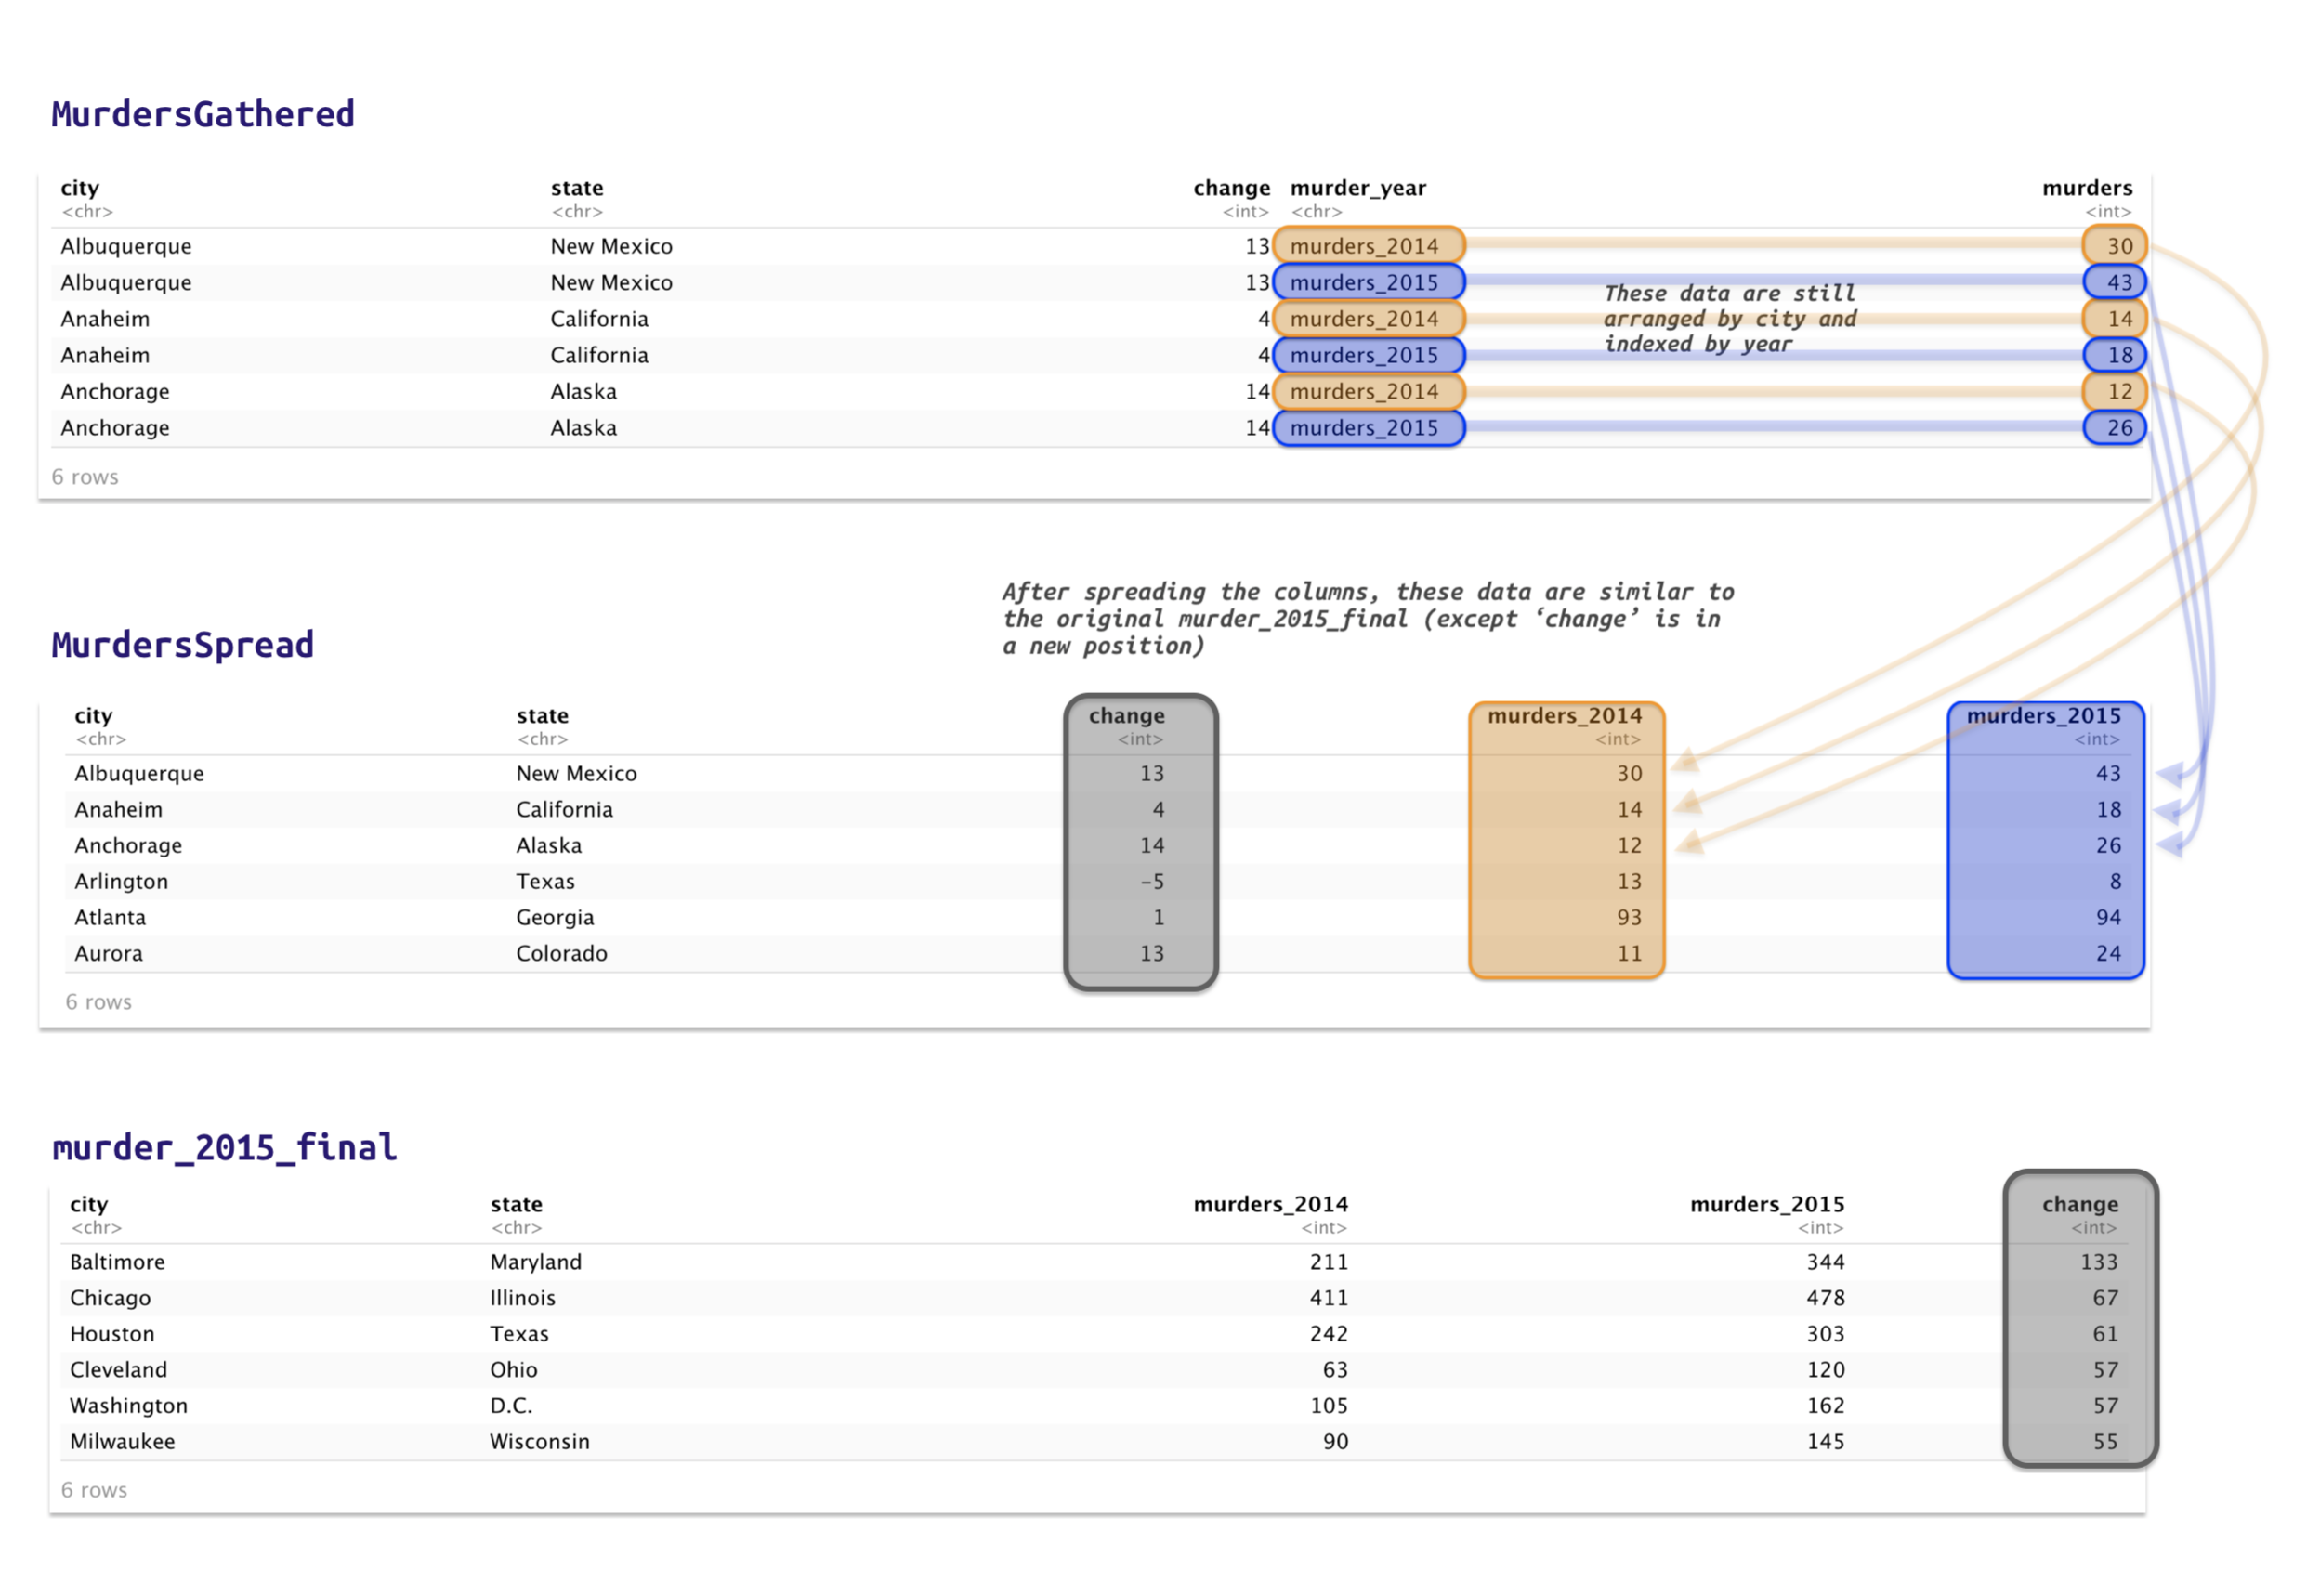 MurdersGathered
city state change murder_year murders
<chr> <chr> <int> <chr> <int>
Albuquerque New Mexico 13 murders_2014 30
Albuquerque New Mexico 13 murders_2015 43
Anaheim California 4 murders_2014 14
Anaheim California 4 murders_2015 18
Anchorage Alaska 14 murders_2014 12
Anchorage Alaska 14 murders_2015 26
These data are still
arranged by city and
indexed by year
6 rows
After spreading the columns, these data are similar to
the original murder_2015_final (except ‘change’ is in
a new position)
MurdersSpread
city state change murders_2014 murders_2015
<chr> <chr> <int> <int> <int>
Albuquerque New Mexico 13 30 43
Anaheim California 4 14 18
Anchorage Alaska 14 12 26
Arlington Texas −5 13 8
Atlanta Georgia 1 93 94
Aurora Colorado 13 11 24
6 rows
murder_2015_final
city state murders_2014 murders_2015 change
<chr> <chr> <int> <int> <int>
Baltimore Maryland 211 344 133
Chicago Illinois 411 478 67
Houston Texas 242 303 61
Cleveland Ohio 63 120 57
Washington D.C. 105 162 57
Milwaukee Wisconsin 90 145 55
6 rows